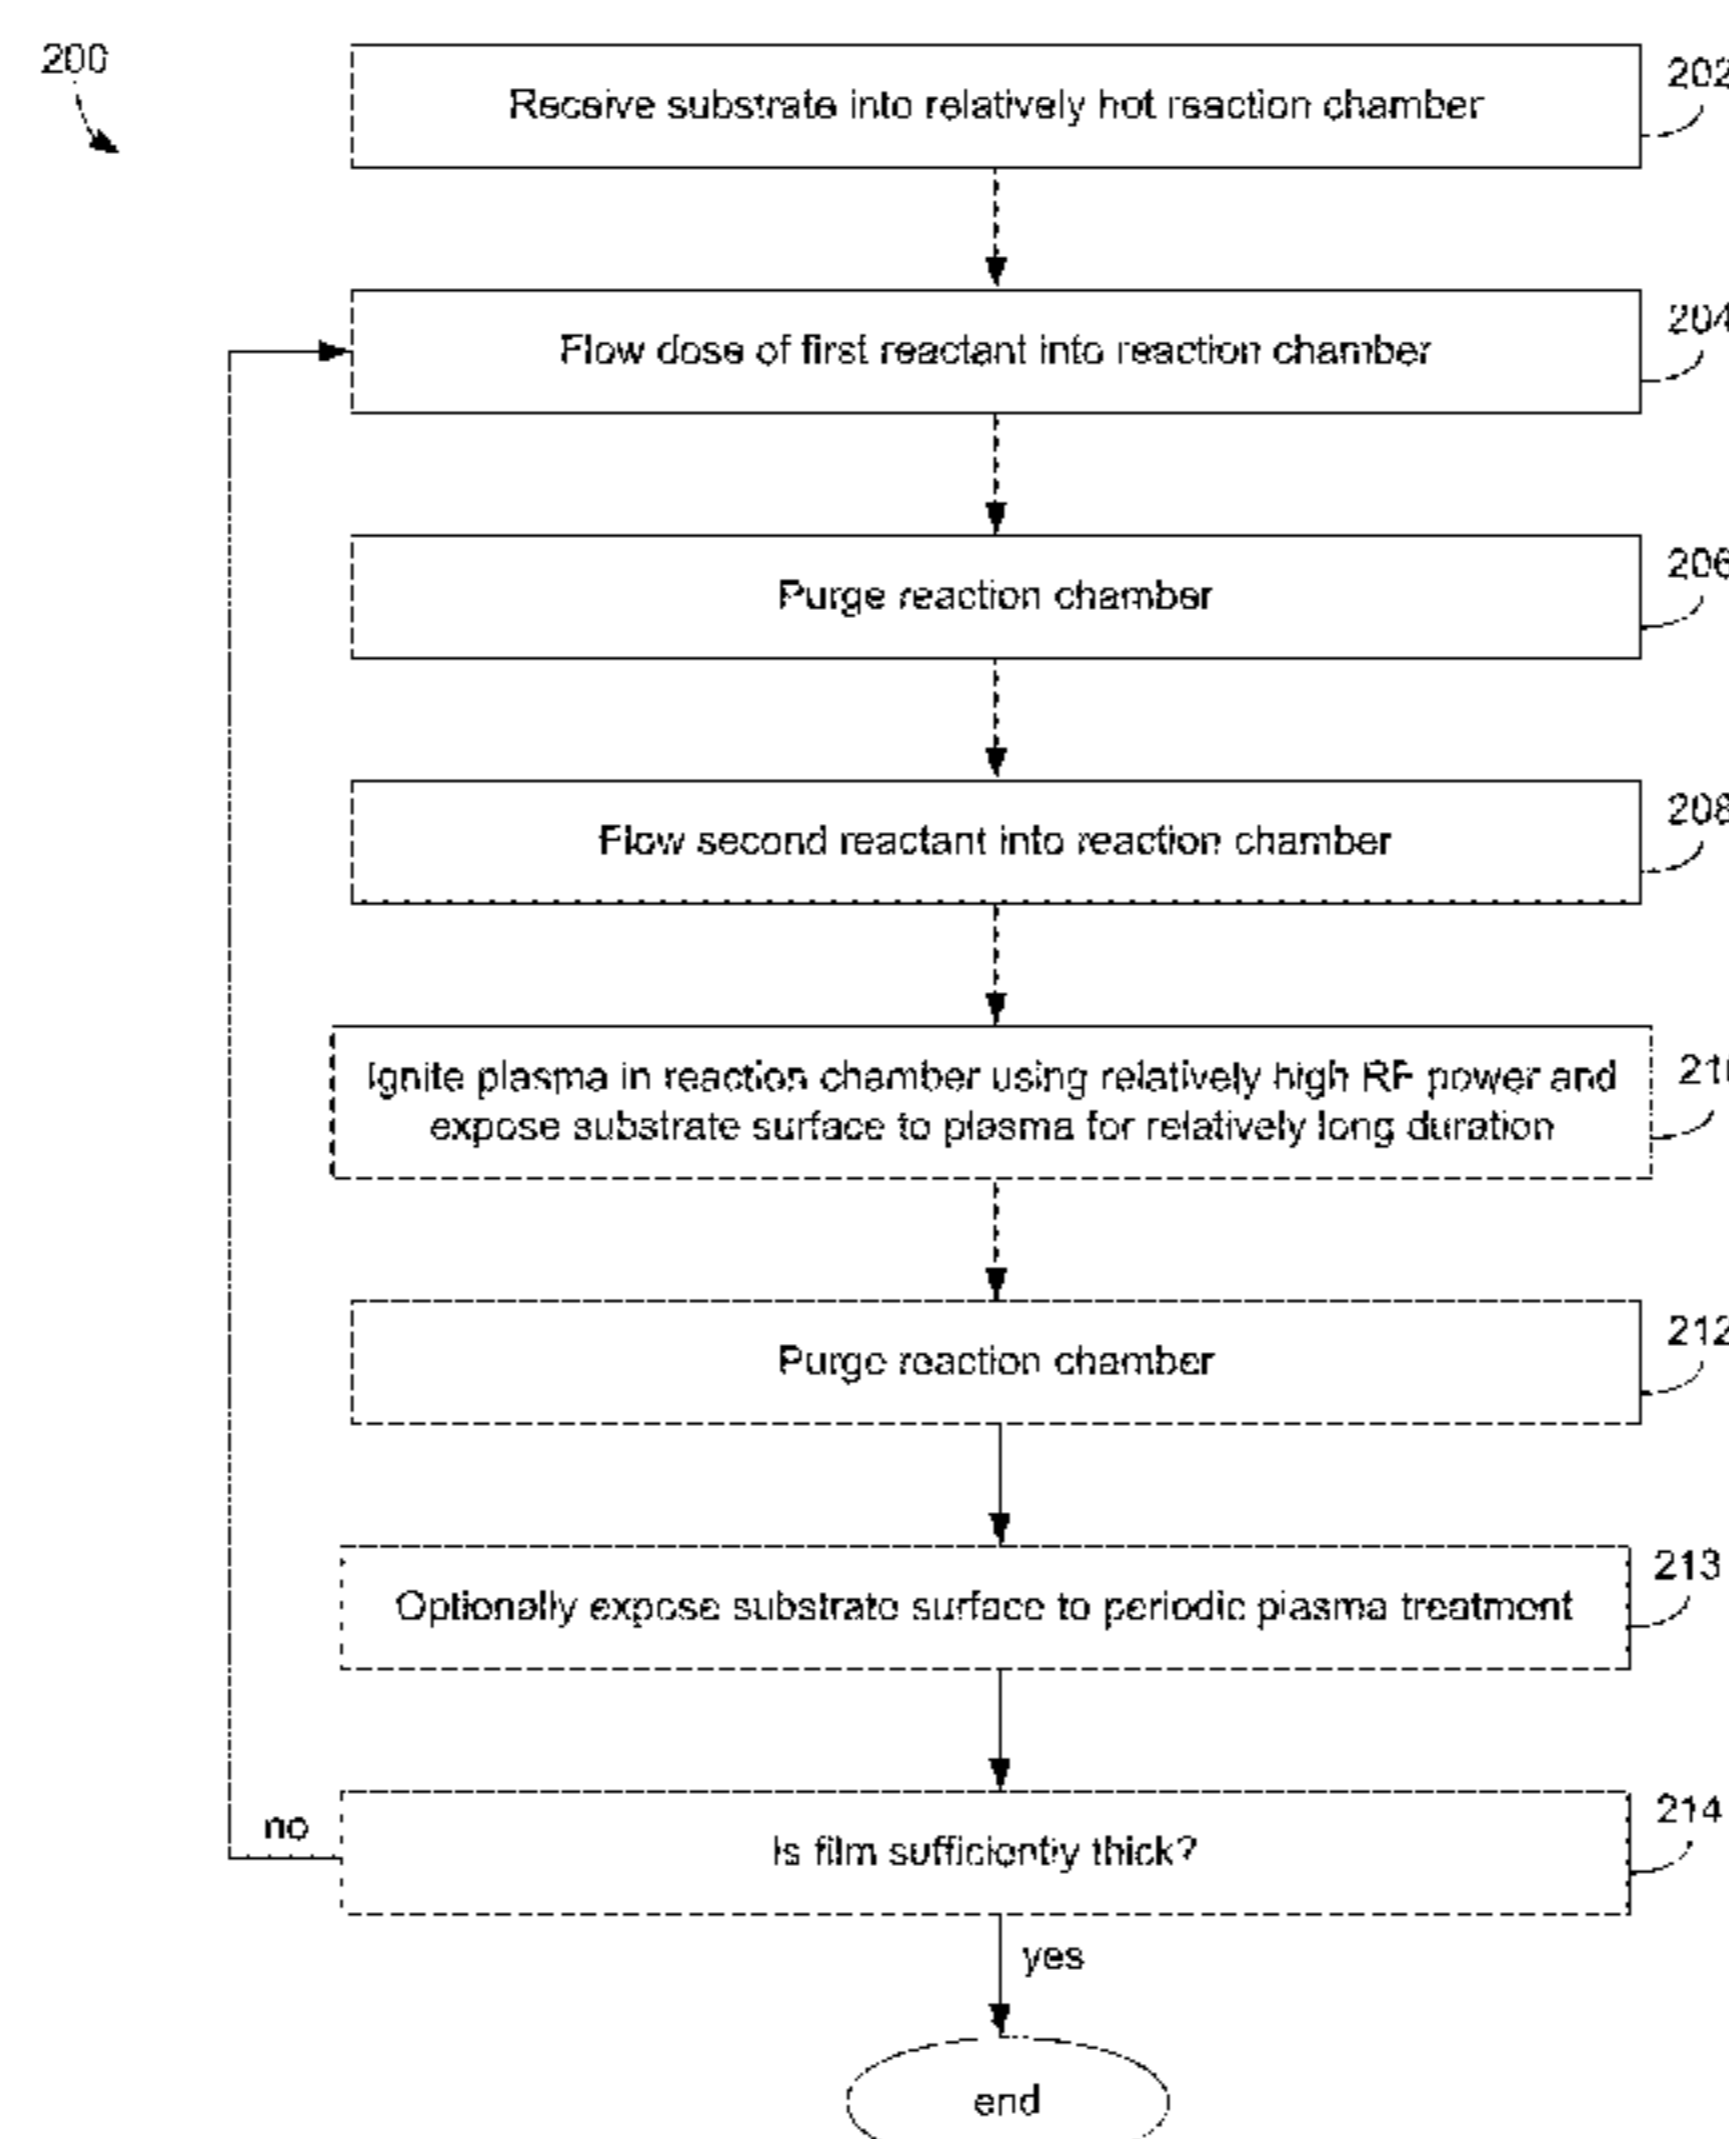 200
Receive substrate into relatively hot reaction chamber
202
Flow dose of first reactant into reaction chamber
204
Purge reaction chamber
206
Flow second reactant into reaction chamber
208
Ignite plasma in reaction chamber using relatively high RF power and
expose substrate surface to plasma for relatively long duration
210
Purge reaction chamber
212
Optionally expose substrate surface to periodic plasma treatment
213
Is film sufficiently thick?
214
no
yes
end